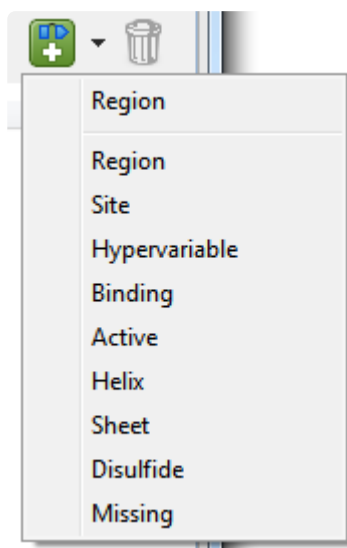 Region
Region
Site
Hypervariable
Binding
Active
Helix
Sheet
Disulfide
Missing